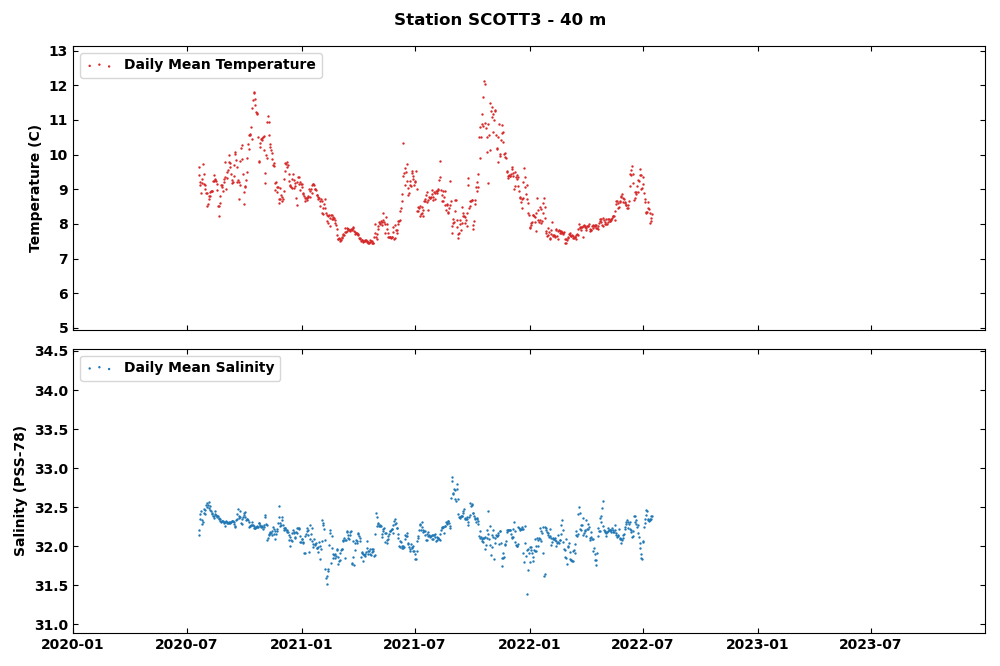 Station SCOTT3 - 40 m
Daily Mean Temperature
Temperature (C)
13
12
11
10
9
8
7
6
5
Daily Mean Salinity
Salinity (PSS-78)
34.5
34.0
33.5
33.0
32.5
32.0
31.5
31.0
2020-01 2020-07 2021-01 2021-07 2022-01 2022-07 2023-01 2023-07